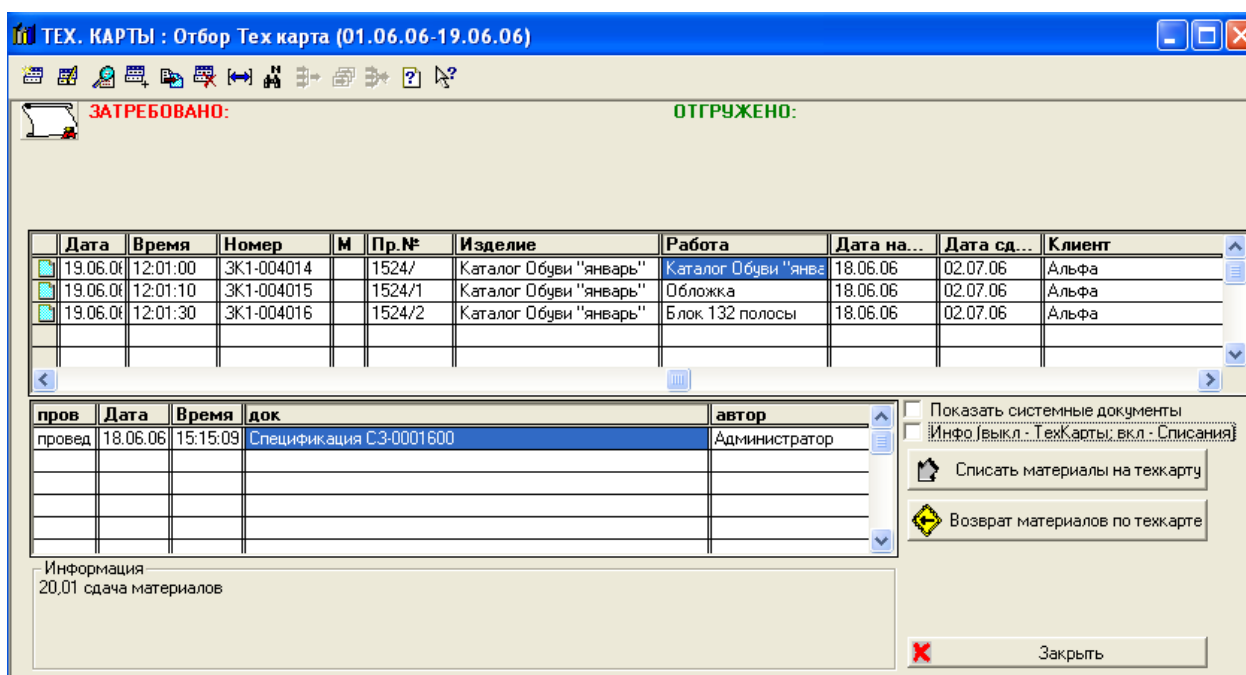 ТЕХ. КАРТЫ : Отбор Тех карта (01.06.06-19.06.06)
ЗАТРЕБОВАНО: ОТГРУЖЕНО:
Дата Время Номер М Пр.№ Изделие Работа Дата на... Дата сд... Клиент
19.06.06 12:01:00 ЗК1-004014 1524/ Каталог Обуви "январь" Каталог Обуви "янва 18.06.06 02.07.06 Альфа
19.06.06 12:01:10 ЗК1-004015 1524/1 Каталог Обуви "январь" Обложка 18.06.06 02.07.06 Альфа
19.06.06 12:01:30 ЗК1-004016 1524/2 Каталог Обуви "январь" Блок 132 полосы 18.06.06 02.07.06 Альфа
пров Дата Время док автор
провед 18.06.06 15:15:09 Спецификация СЗ-0001600 Администратор
Показать системные документы
Инфо (выкл - ТехКарты; вкл - Списания)
Списать материалы на техкарту
Возврат материалов по техкарте
Информация
20,01 сдача материалов
Закрыть